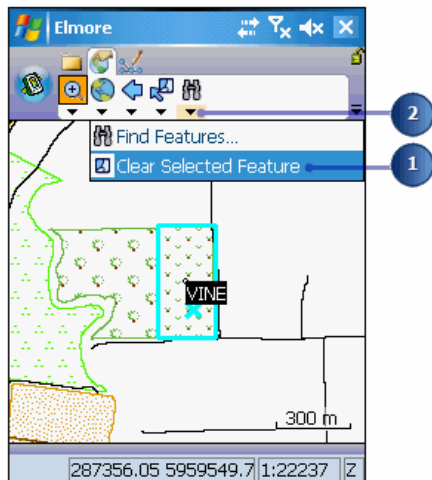 Elmore
2
Find Features...
Clear Selected Feature
1
VINE
300 m
287356.05 5959549.7 1:22237 Z